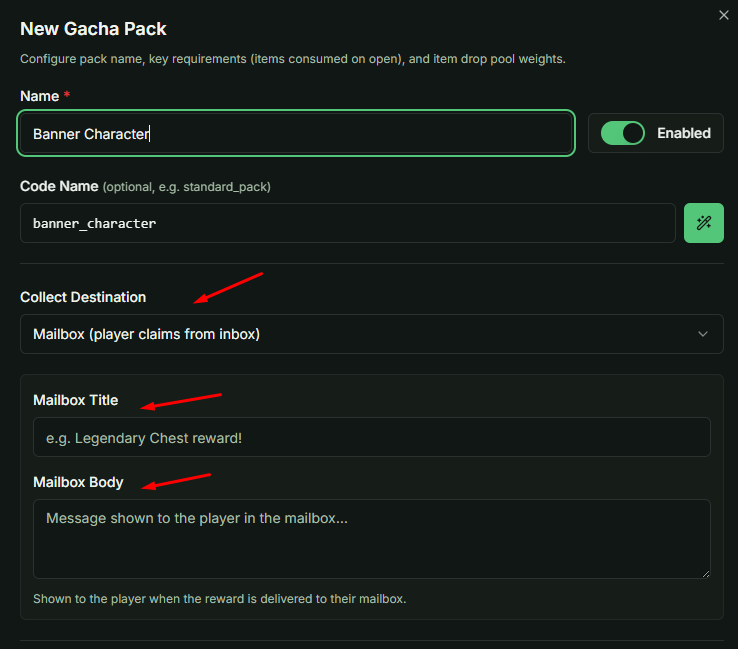 New Gacha Pack
Configure pack name, key requirements (items consumed on open), and item drop pool weights.
Name *
Banner Character
Enabled
Code Name (optional, e.g. standard_pack)
banner_character
Collect Destination
Mailbox (player claims from inbox)
Mailbox Title
e.g. Legendary Chest reward!
Mailbox Body
Message shown to the player in the mailbox...
Shown to the player when the reward is delivered to their mailbox.